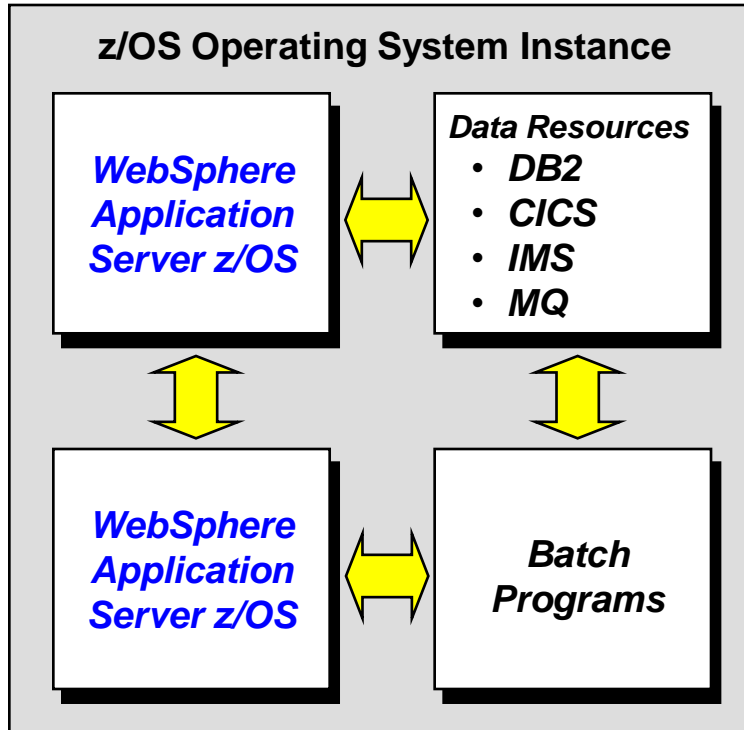 z/OS Operating System Instance
WebSphere
Application
Server z/OS
Data Resources
• DB2
• CICS
• IMS
• MQ
WebSphere
Application
Server z/OS
Batch
Programs